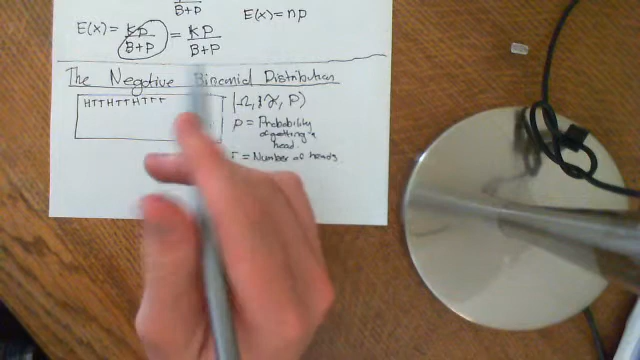 B+P
E(x) = np
E(x) = KP / B+P = KP / B+P
The Negative Binomial Distribution
HTTHTTHTTT
(Ω, F, P)
p = Probability
of getting a
head.
r = Number of heads